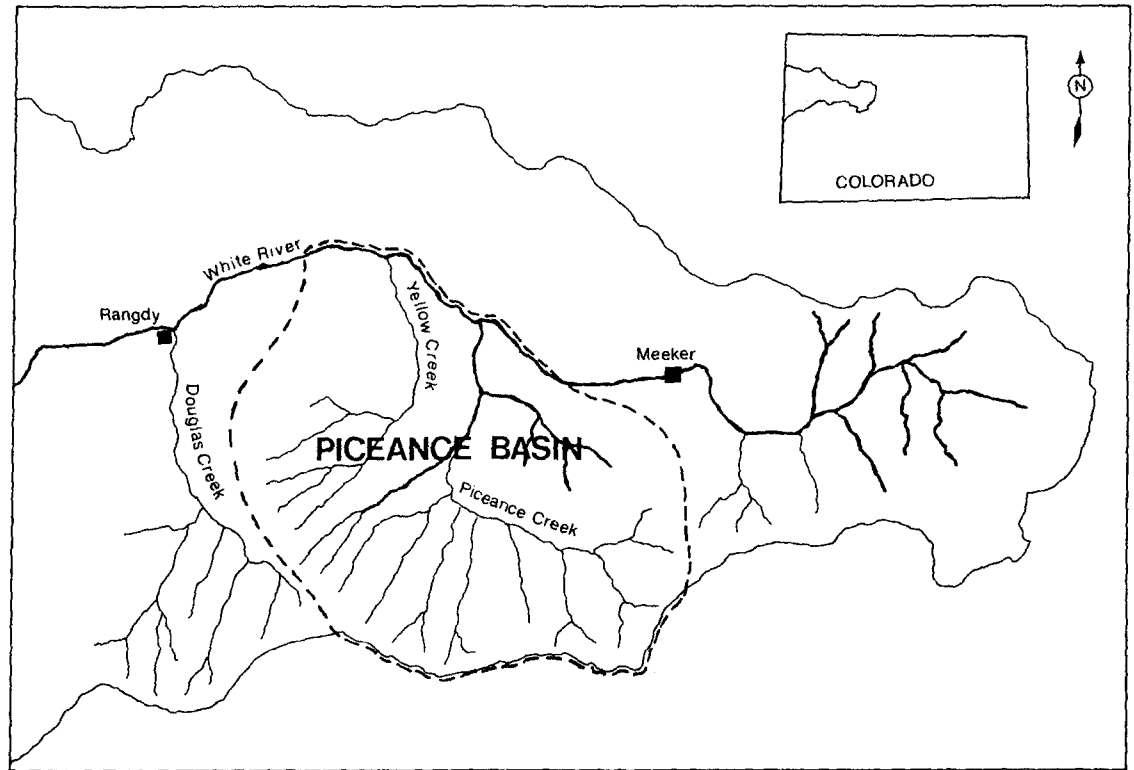 N
COLORADO
White River
Yellow Creek
Rangdy
Meeker
Douglas Creek
PICEANCE BASIN
Piceance Creek